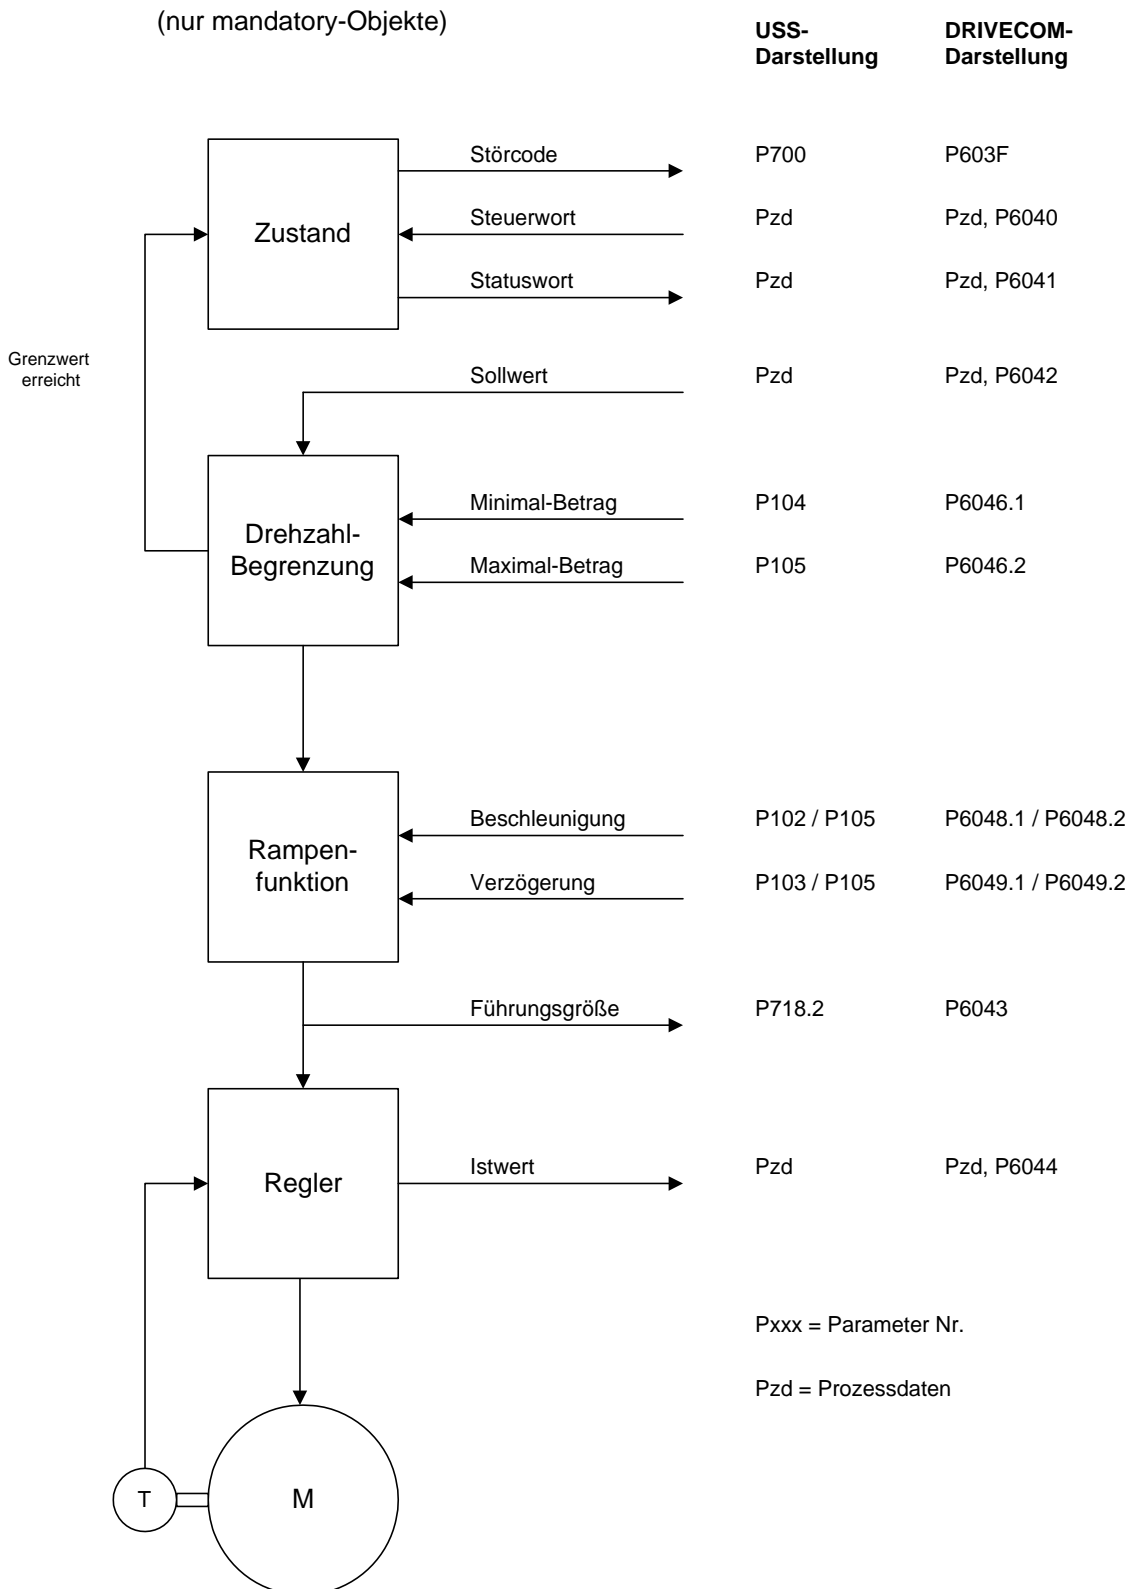 (nur mandatory-Objekte)
USS-
Darstellung
DRIVECOM-
Darstellung
Störcode P700 P603F
Zustand
Steuerwort Pzd Pzd, P6040
Statuswort Pzd Pzd, P6041
Grenzwert
erreicht
Sollwert Pzd Pzd, P6042
Drehzahl-
Begrenzung
Minimal-Betrag P104 P6046.1
Maximal-Betrag P105 P6046.2
Rampen-
funktion
Beschleunigung P102 / P105 P6048.1 / P6048.2
Verzögerung P103 / P105 P6049.1 / P6049.2
Führungsgröße P718.2 P6043
Regler
Istwert Pzd Pzd, P6044
Pxxx = Parameter Nr.
Pzd = Prozessdaten
T
M